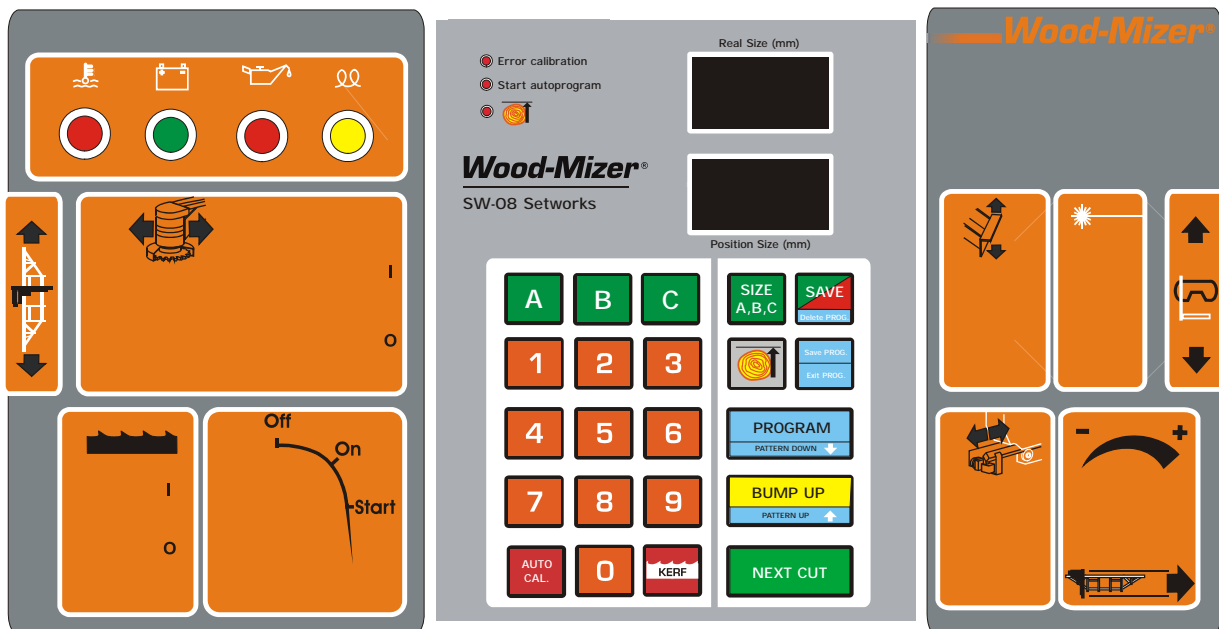 I
O
I
O
Off
On
Start
Error calibration
Start autoprogram
Wood-Mizer®
SW-08 Setworks
Real Size (mm)
Position Size (mm)
A
B
C
SIZE
A,B,C
SAVE
Delete PROG.
1
2
3
Save PROG.
Exit PROG.
4
5
6
PROGRAM
PATTERN DOWN
7
8
9
BUMP UP
PATTERN UP
AUTO
CAL.
0
KERF
NEXT CUT
Wood-Mizer®
-
+